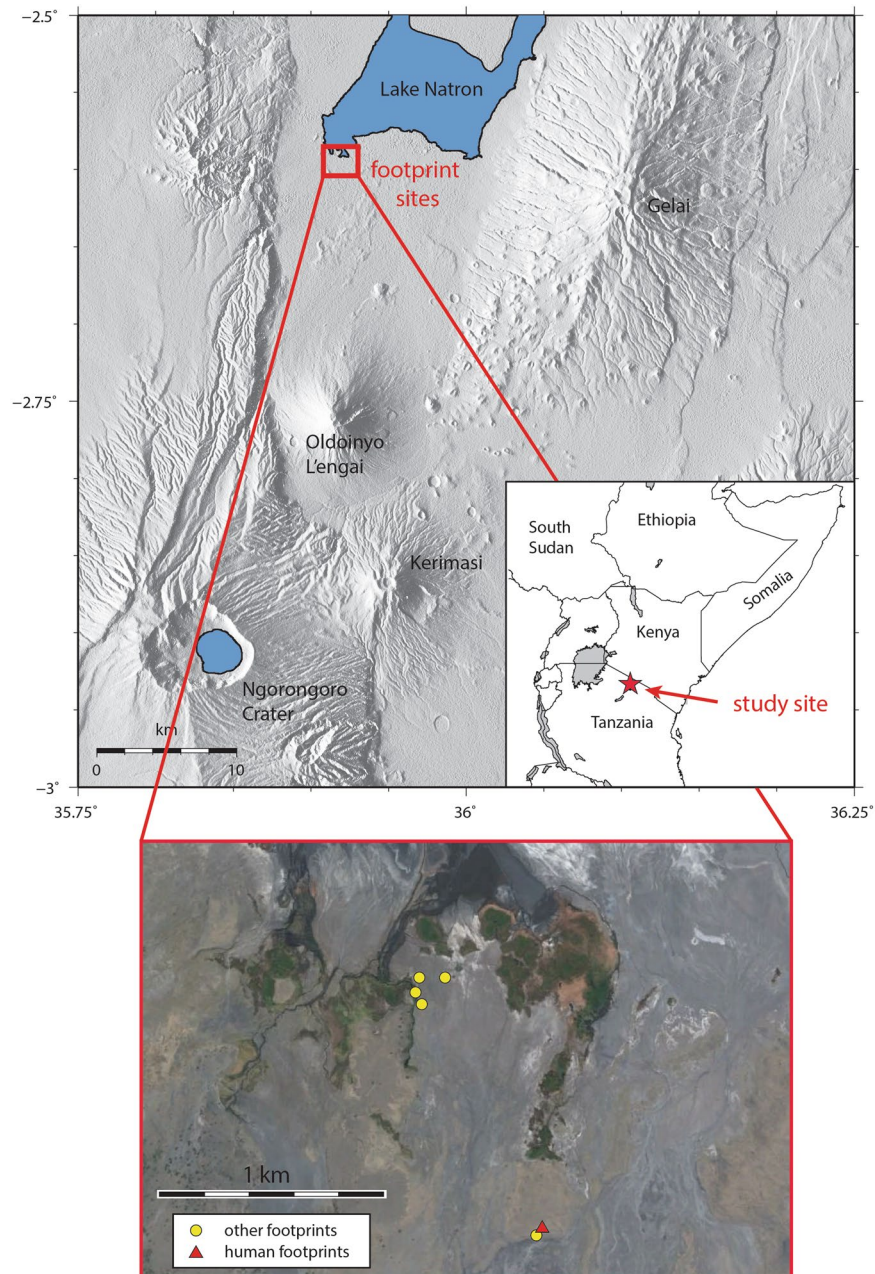 −2.5
Lake Natron
footprint
sites
Gelai
−2.75
Oldoinyo
L'engai
Kerimasi
Ngorongoro
Crater
km
0 10
South
Sudan
Ethiopia
Somalia
Kenya
study site
Tanzania
−3°
35.75° 36° 36.25°
1 km
other footprints
human footprints